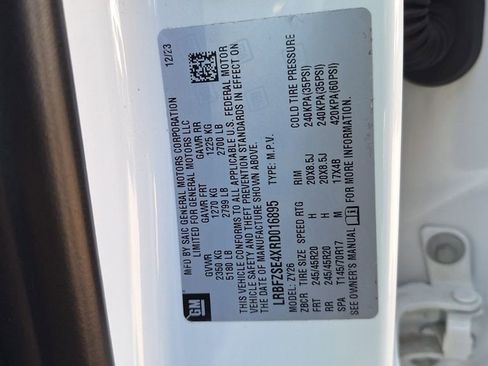 GM
MFD BY SAIC GENERAL MOTORS CORPORATION
LIMITED FOR GENERAL MOTORS LLC
12/23
GVWR GAWR FRT GAWR RR
2350 KG 1270 KG 1225 KG
5180 LB 2799 LB 2700 LB
THIS VEHICLE CONFORMS TO ALL APPLICABLE U.S. FEDERAL MOTOR
VEHICLE SAFETY AND THEFT PREVENTION STANDARDS IN EFFECT ON
THE DATE OF MANUFACTURE SHOWN ABOVE.
LRBFZSE4XRD016895 TYPE: M.P.V.
MODEL: ZY26
ZBCR TIRE SIZE SPEED RTG RIM COLD TIRE PRESSURE
FRT 245/45R20 H 20X8.5J 240KPA(35PSI)
RR 245/45R20 H 20X8.5J 240KPA(35PSI)
SPA T145/70R17 M 17X4B 420KPA(60PSI)
SEE OWNER'S MANUAL